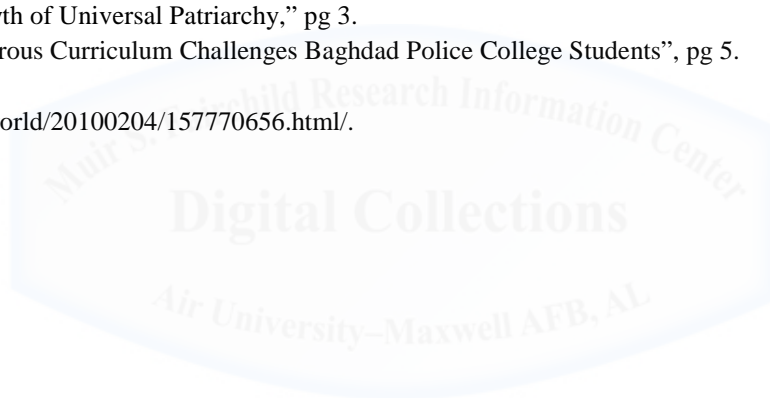 th of Universal Patriarchy,” pg 3.
rous Curriculum Challenges Baghdad Police College Students”, pg 5.
orld/20100204/157770656.html/.
Muir S. Fairchild Research Information Center
Digital Collections
Air University–Maxwell AFB, AL